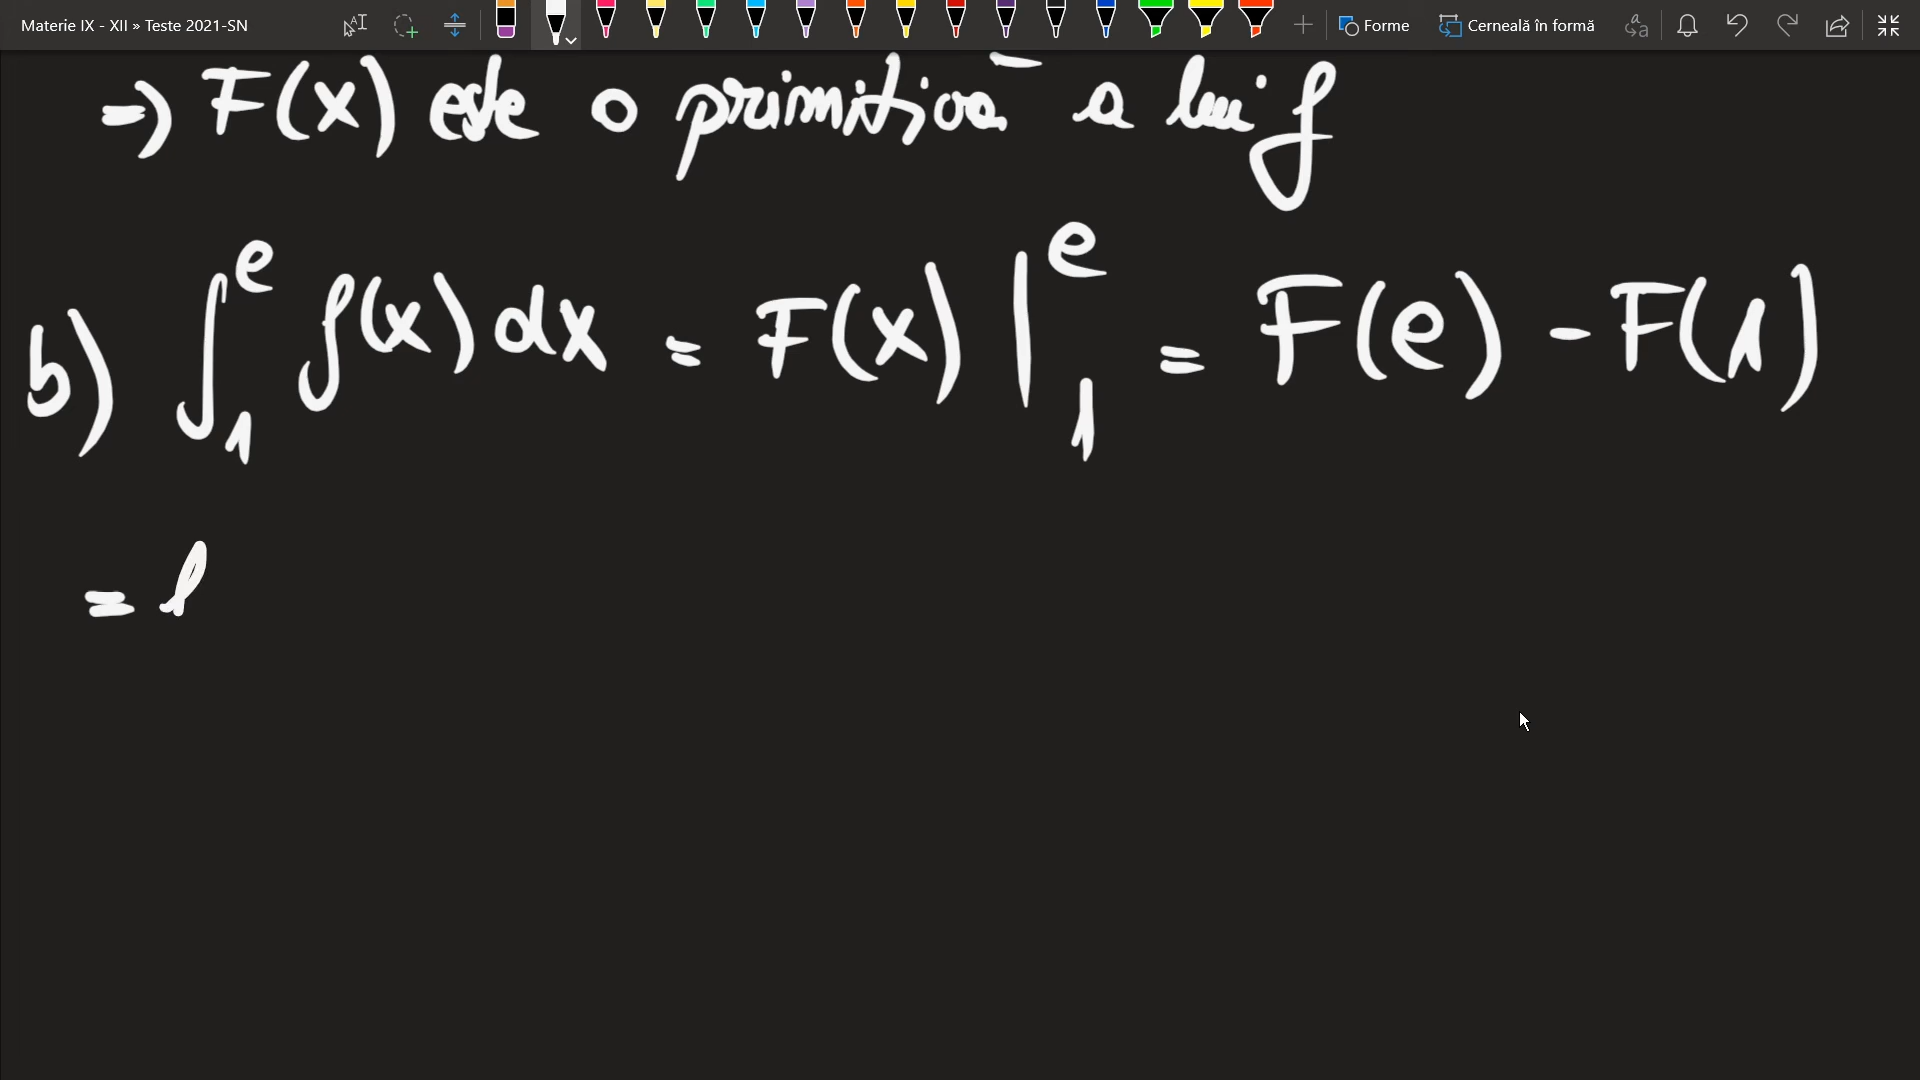 Materie IX - XII » Teste 2021-SN Forme Cerneală în formă
=> F(x) este o primitivă a lui f
b) ∫₁ᵉ f(x) dx = F(x) |₁ᵉ = F(e) - F(1)
= l